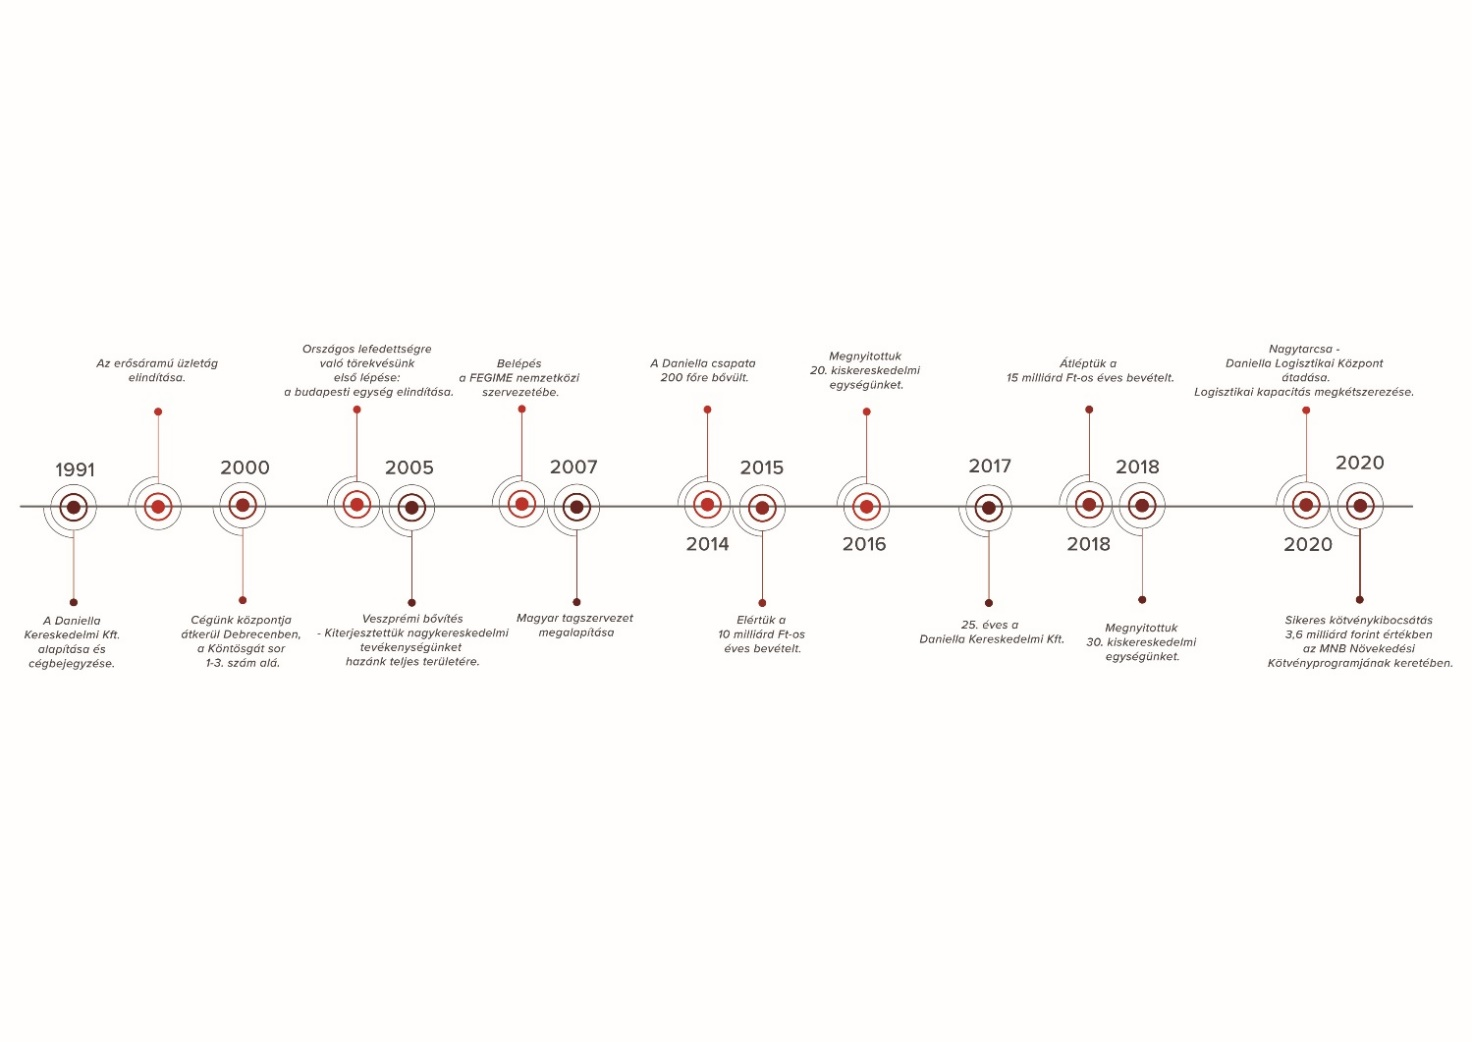 Az erősáramú üzletág
elindítása.
Országos lefedettségre
való törekvésünk
első lépése:
a budapesti egység elindítása.
Belépés
a FEGIME nemzetközi
szervezetébe.
A Daniella csapata
200 főre bővült.
Megnyitottuk
20. kiskereskedelmi
egységünket.
Átléptük a
15 milliárd Ft-os éves bevételt.
Nagytarcsa -
Daniella Logisztikai Központ
átadása.
Logisztikai kapacitás megkétszerezése.
1991
2000
2005
2007
2015
2017
2018
2020
2014
2016
2018
2020
A Daniella
Kereskedelmi Kft.
alapítása és
cégbejegyzése.
Cégünk központja
átkerül Debrecenben,
a Köntösgát sor
1-3. szám alá.
Veszprémi bővítés
- Kiterjesztettük nagykereskedelmi
tevékenységünket
hazánk teljes területére.
Magyar tagszervezet
megalapítása
Elértük a
10 milliárd Ft-os
éves bevételt.
25. éves a
Daniella Kereskedelmi Kft.
Megnyitottuk
30. kiskereskedelmi
egységünket.
Sikeres kötvénykibocsátás
3,6 milliárd forint értékben
az MNB Növekedési
Kötvényprogramjának keretében.